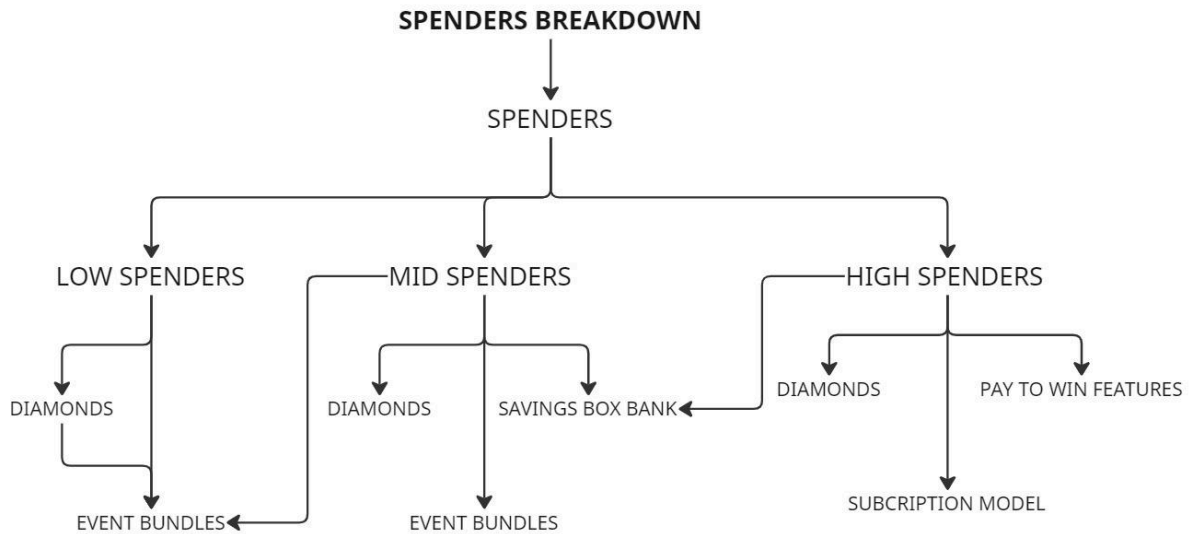 SPENDERS BREAKDOWN
SPENDERS
LOW SPENDERS
MID SPENDERS
HIGH SPENDERS
DIAMONDS
DIAMONDS
SAVINGS BOX BANK
DIAMONDS
PAY TO WIN FEATURES
EVENT BUNDLES
EVENT BUNDLES
SUBCRIPTION MODEL